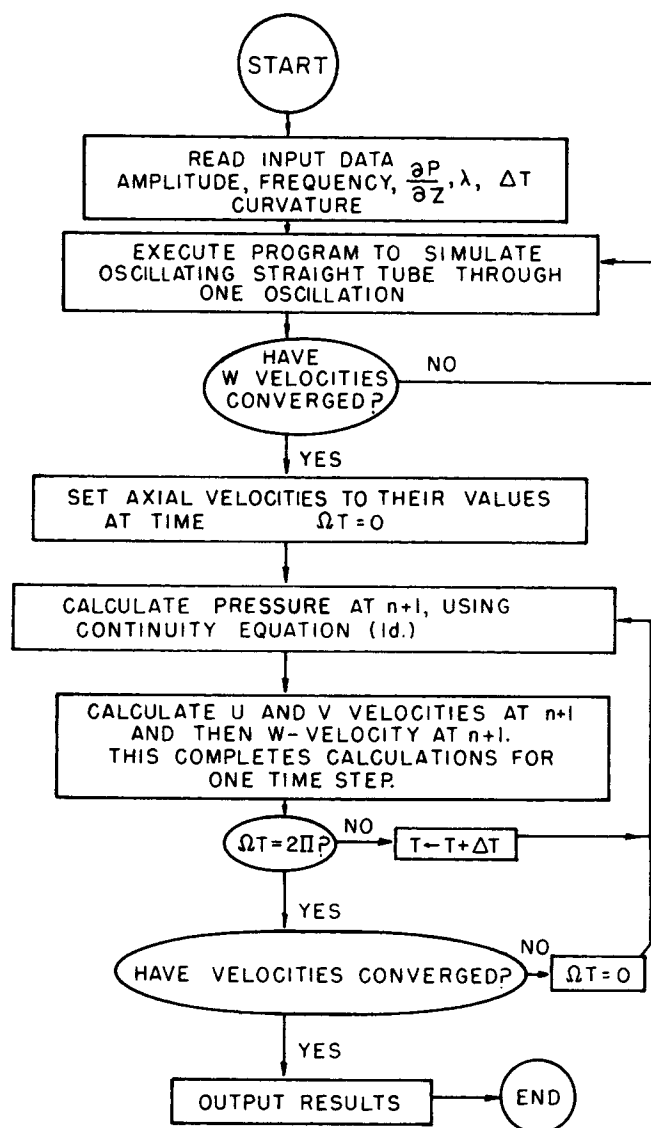 START
READ INPUT DATA
AMPLITUDE, FREQUENCY, ∂P/∂Z, λ, ΔT
CURVATURE
EXECUTE PROGRAM TO SIMULATE
OSCILLATING STRAIGHT TUBE THROUGH
ONE OSCILLATION
HAVE
W VELOCITIES
CONVERGED?
NO
YES
SET AXIAL VELOCITIES TO THEIR VALUES
AT TIME ΩT=0
CALCULATE PRESSURE AT n+1, USING
CONTINUITY EQUATION (1d.)
CALCULATE U AND V VELOCITIES AT n+1
AND THEN W-VELOCITY AT n+1.
THIS COMPLETES CALCULATIONS FOR
ONE TIME STEP.
ΩT=2Π?
NO
T←T+ΔT
YES
HAVE VELOCITIES CONVERGED?
NO
ΩT=0
YES
OUTPUT RESULTS
END